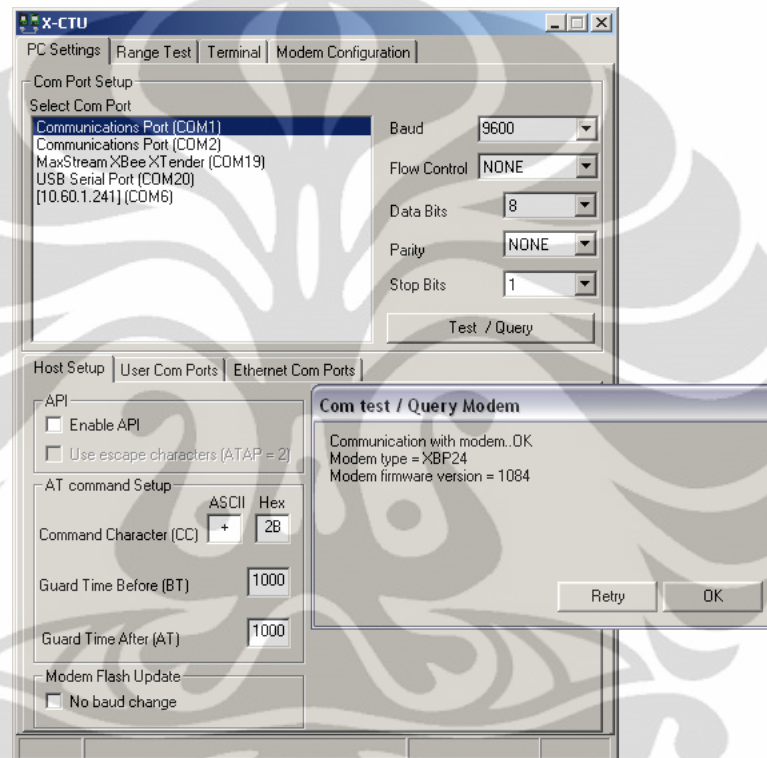 X-CTU
PC Settings Range Test Terminal Modem Configuration
Com Port Setup
Select Com Port
Communications Port (COM1)
Communications Port (COM2)
MaxStream XBee XTender (COM19)
USB Serial Port (COM20)
[10.60.1.241] (COM6)
Baud 9600
Flow Control NONE
Data Bits 8
Parity NONE
Stop Bits 1
Test / Query
Host Setup User Com Ports Ethernet Com Ports
API
Enable API
Use escape characters (ATAP = 2)
AT command Setup
ASCII Hex
Command Character (CC) + 2B
Guard Time Before (BT) 1000
Guard Time After (AT) 1000
Modem Flash Update
No baud change
Com test / Query Modem
Communication with modem..OK
Modem type = XBP24
Modem firmware version = 1084
Retry OK